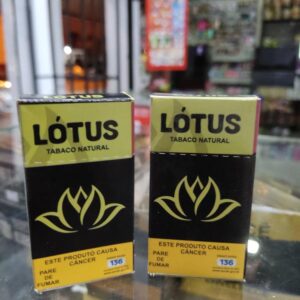 LÓTUS
TABACO NATURAL
ESTE PRODUTO CAUSA
CÂNCER
PARE
DE
FUMAR
136
LÓTUS
TABACO NATURAL
ESTE PRODUTO CAUSA
CÂNCER
PARE
DE
FUMAR
136